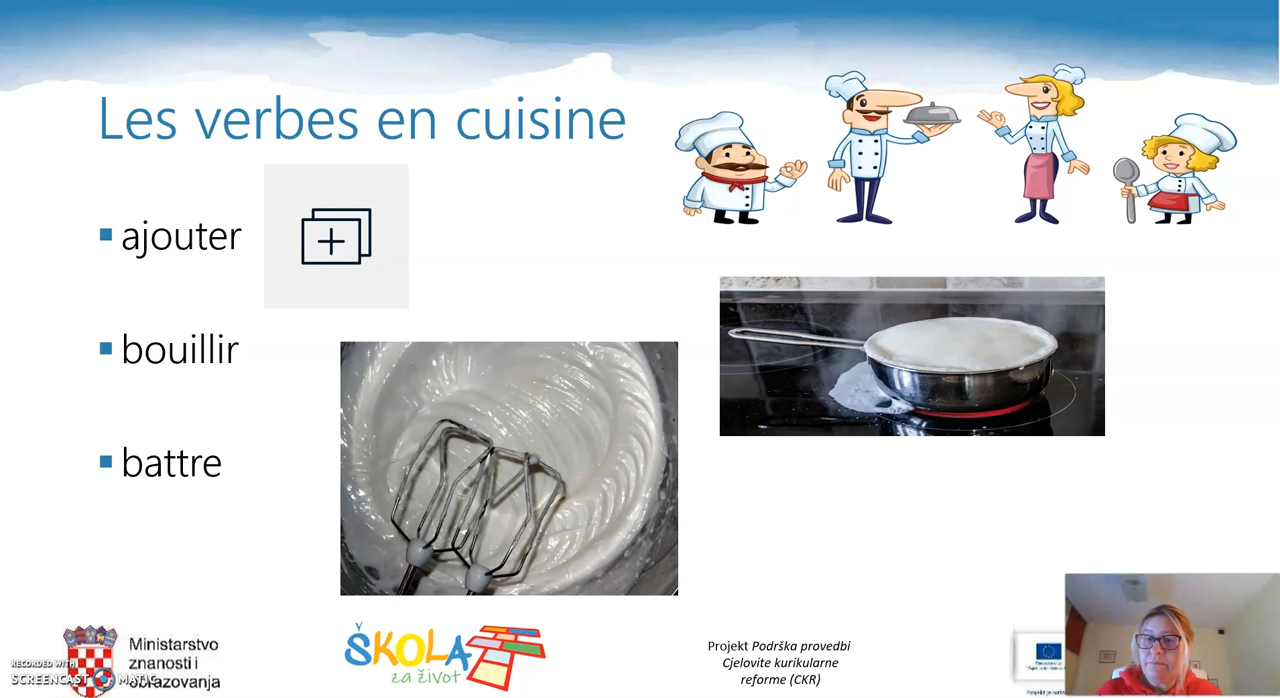 Les verbes en cuisine
ajouter
bouillir
battre
Ministarstvo
znanosti i
obrazovanja
RECORDED WITH
SCREENCAST MATIC
ŠKOLA
za život
Projekt Podrška provedbi
Cjelovite kurikularne
reforme (CKR)